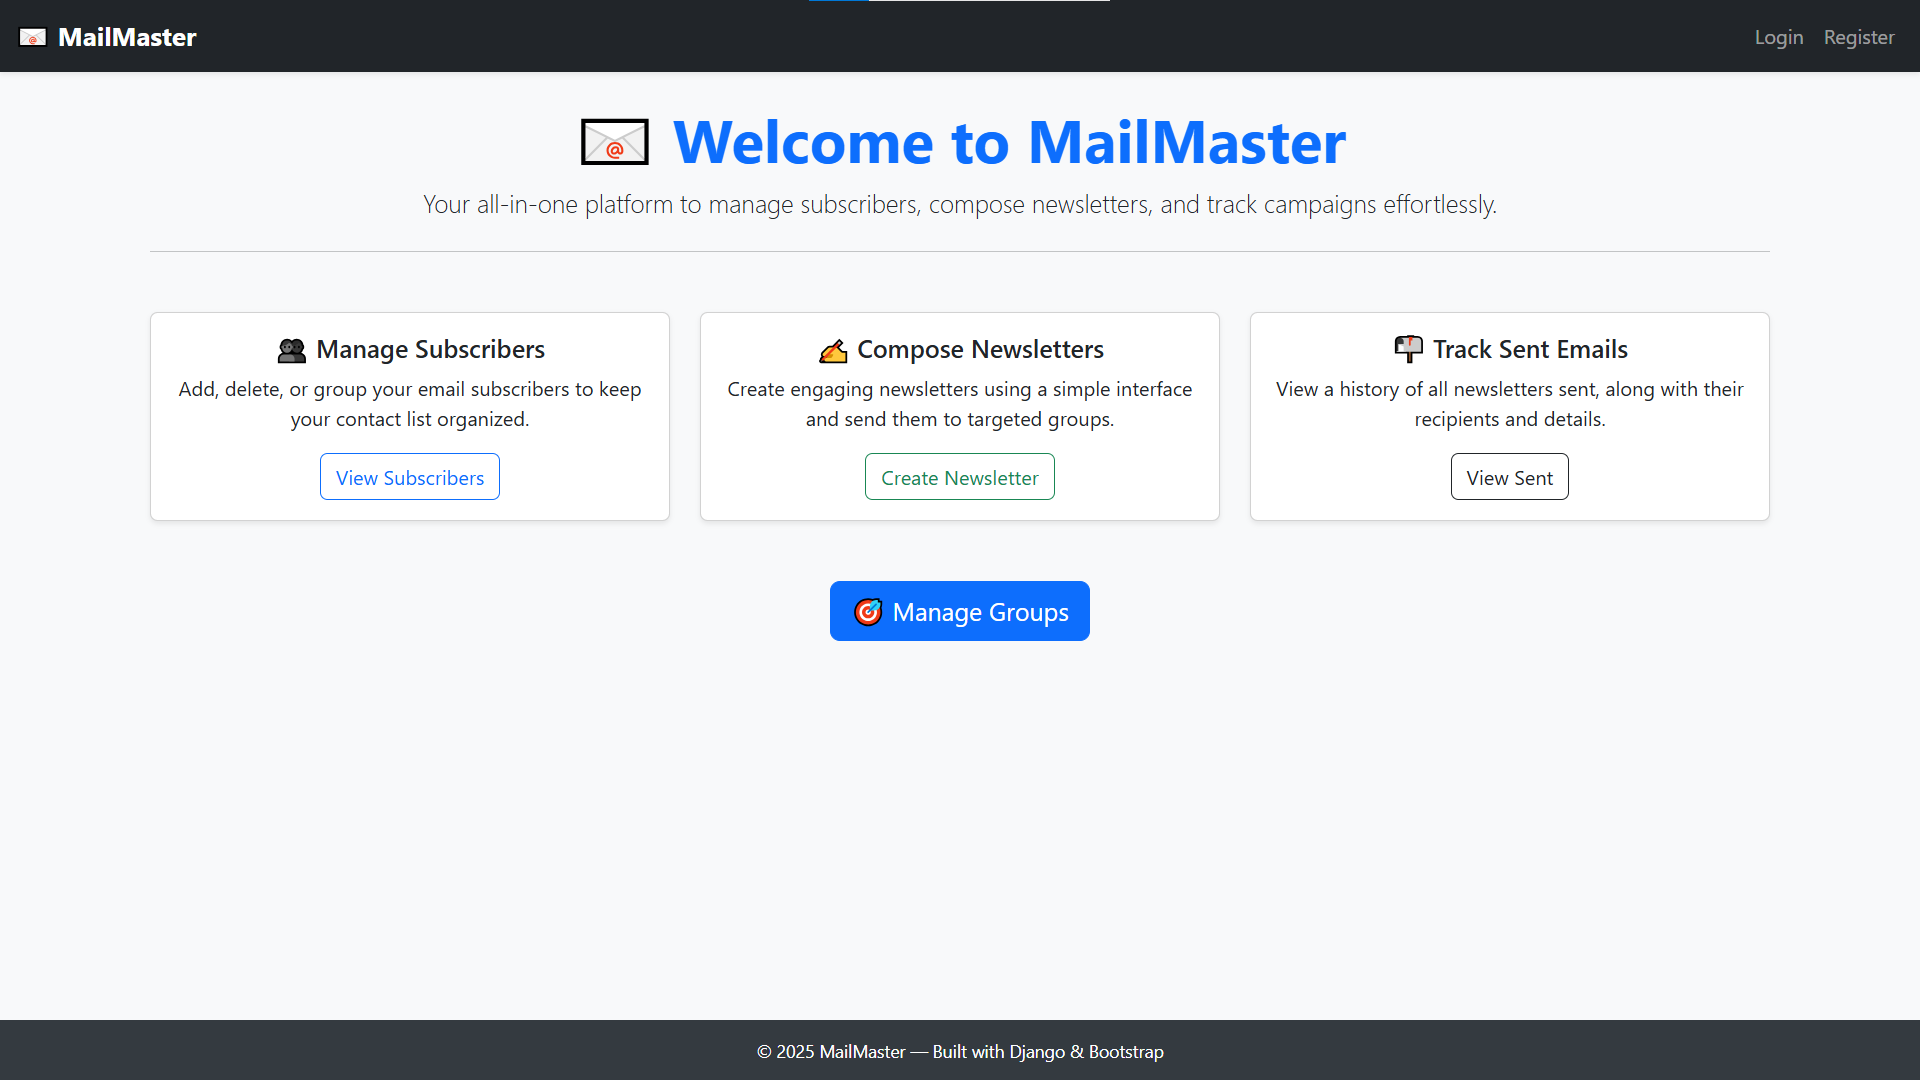 MailMaster
Login
Register
Welcome to MailMaster
Your all-in-one platform to manage subscribers, compose newsletters, and track campaigns effortlessly.
Manage Subscribers
Add, delete, or group your email subscribers to keep
your contact list organized.
View Subscribers
Compose Newsletters
Create engaging newsletters using a simple interface
and send them to targeted groups.
Create Newsletter
Track Sent Emails
View a history of all newsletters sent, along with their
recipients and details.
View Sent
Manage Groups
© 2025 MailMaster — Built with Django & Bootstrap